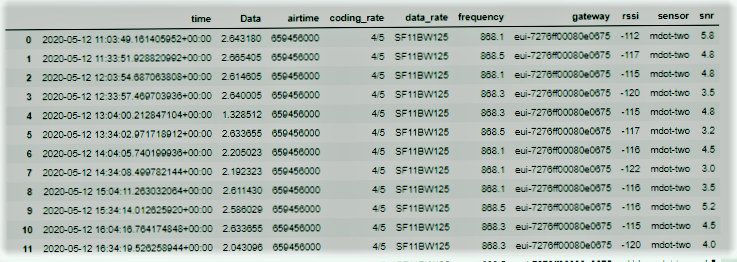 time Data airtime coding_rate data_rate frequency gateway rssi sensor snr
0 2020-05-12 11:03:49.161405952+00:00 2.643180 659456000 4/5 SF11BW125 868.1 eui-7276ff00080e0675 -112 mdot-two 5.8
1 2020-05-12 11:33:51.928820992+00:00 2.665405 659456000 4/5 SF11BW125 868.5 eui-7276ff00080e0675 -117 mdot-two 4.8
2 2020-05-12 12:03:54.687063808+00:00 2.614605 659456000 4/5 SF11BW125 868.1 eui-7276ff00080e0675 -115 mdot-two 4.8
3 2020-05-12 12:33:57.469703936+00:00 2.640005 659456000 4/5 SF11BW125 868.3 eui-7276ff00080e0675 -120 mdot-two 3.5
4 2020-05-12 13:04:00.212847104+00:00 1.328512 659456000 4/5 SF11BW125 868.3 eui-7276ff00080e0675 -115 mdot-two 4.8
5 2020-05-12 13:34:02.971718912+00:00 2.633655 659456000 4/5 SF11BW125 868.5 eui-7276ff00080e0675 -117 mdot-two 3.2
6 2020-05-12 14:04:05.740199936+00:00 2.205023 659456000 4/5 SF11BW125 868.1 eui-7276ff00080e0675 -116 mdot-two 4.5
7 2020-05-12 14:34:08.499782144+00:00 2.192323 659456000 4/5 SF11BW125 868.1 eui-7276ff00080e0675 -122 mdot-two 3.0
8 2020-05-12 15:04:11.263032064+00:00 2.611430 659456000 4/5 SF11BW125 868.1 eui-7276ff00080e0675 -116 mdot-two 3.5
9 2020-05-12 15:34:14.012625920+00:00 2.586029 659456000 4/5 SF11BW125 868.5 eui-7276ff00080e0675 -116 mdot-two 5.2
10 2020-05-12 16:04:16.764174848+00:00 2.633655 659456000 4/5 SF11BW125 868.3 eui-7276ff00080e0675 -115 mdot-two 4.5
11 2020-05-12 16:34:19.526258944+00:00 2.043096 659456000 4/5 SF11BW125 868.3 eui-7276ff00080e0675 -120 mdot-two 4.0